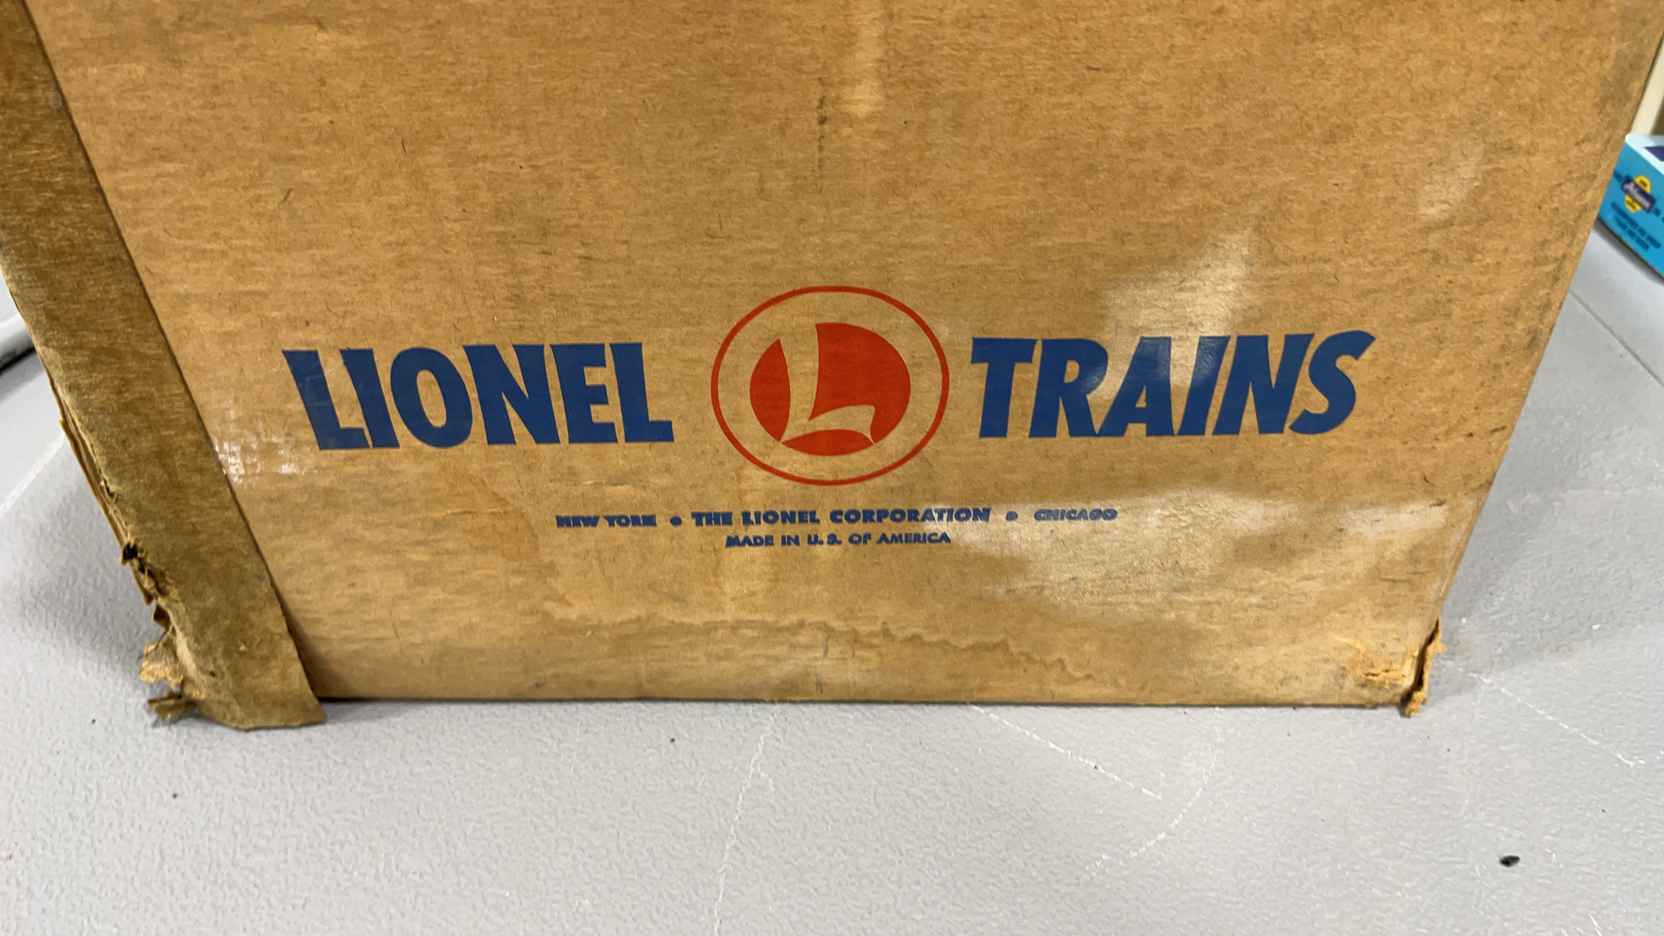 LIONEL L TRAINS
NEW YORK • THE LIONEL CORPORATION • CHICAGO
MADE IN U.S. OF AMERICA